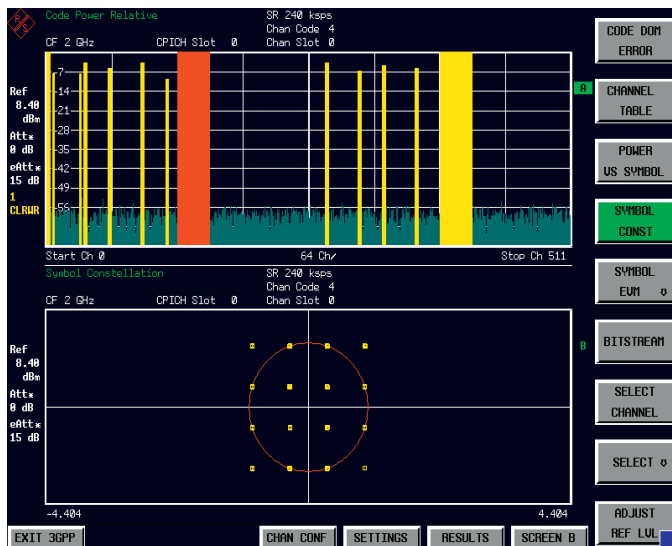 Code Power Relative
SR 240 ksps
Chan Code 4
CF 2 GHz
CPICH Slot 0
Chan Slot 0
Ref
8.40
dBm
Att*
0 dB
eAtt*
15 dB
1
CLRWR
-7
-14
-21
-28
-35
-42
-49
-56
A
Start Ch 0
64 Ch/
Stop Ch 511
Symbol Constellation
SR 240 ksps
Chan Code 4
CF 2 GHz
CPICH Slot 0
Chan Slot 0
Ref
8.40
dBm
Att*
0 dB
eAtt*
15 dB
B
-4.404
4.404
CODE DOM
ERROR
CHANNEL
TABLE
POWER
VS SYMBOL
SYMBOL
CONST
SYMBOL
EVM
BITSTREAM
SELECT
CHANNEL
SELECT
ADJUST
REF LVL
EXIT 3GPP
CHAN CONF
SETTINGS
RESULTS
SCREEN B